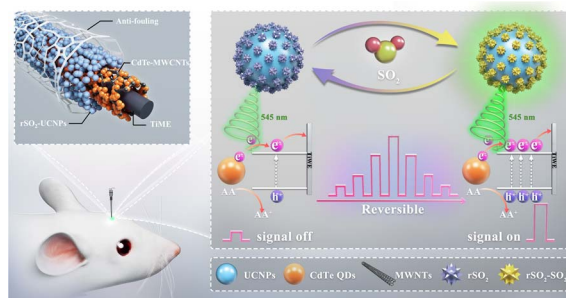 Anti-fouling
CdTe-MWCNTs
rSO₂-UCNPs
TiME
SO₂
545 nm
545 nm
e⁻
e⁻
e⁻
e⁻ e⁻ e⁻
TiME
TiME
AA
AA⁺
h⁺
AA
AA⁺
h⁺ h⁺ h⁺
Reversible
signal off
signal on
UCNPs
CdTe QDs
MWNTs
rSO₂
rSO₂-SO₂